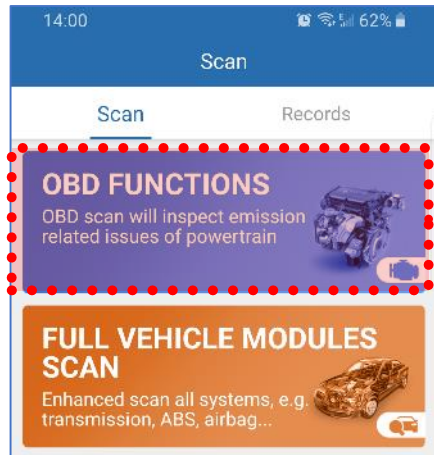 14:00
62%
Scan
Scan Records
OBD FUNCTIONS
OBD scan will inspect emission
related issues of powertrain
FULL VEHICLE MODULES
SCAN
Enhanced scan all systems, e.g.
transmission, ABS, airbag...